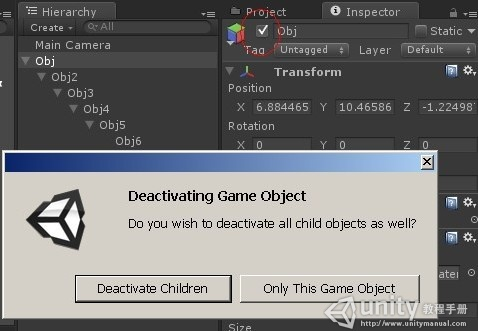 Hierarchy
Create
All
Main Camera
Obj
Obj2
Obj3
Obj4
Obj5
Obj6
Project
Inspector
Obj
Static
Tag Untagged Layer Default
Transform
Position
X 6.884465 Y 10.46586 Z -1.22498
Rotation
X 0 Y 0 Z 0
Deactivating Game Object
Do you wish to deactivate all child objects as well?
Deactivate Children
Only This Game Object
unity 教程手册
http://www.unitymanual.com
Size